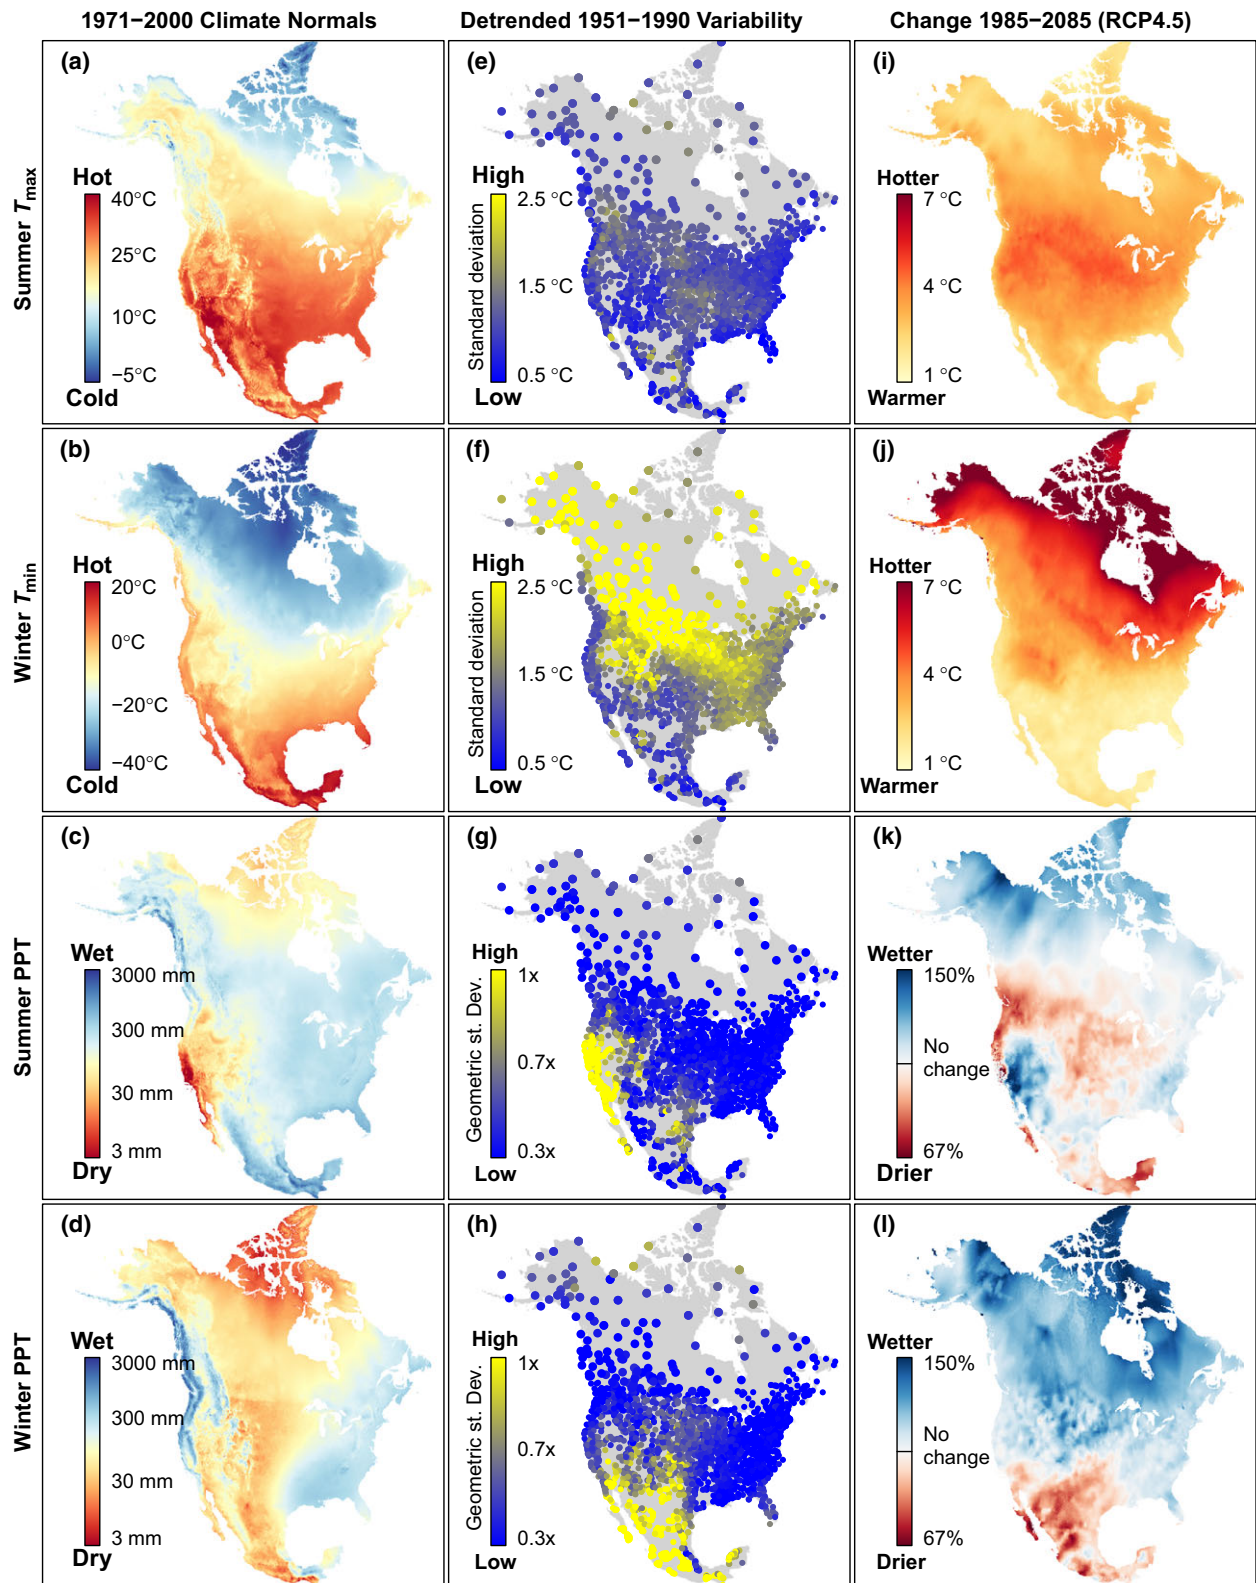 1971−2000 Climate Normals
Detrended 1951−1990 Variability
Change 1985−2085 (RCP4.5)
Summer Tmax
(a)
Hot
40°C
25°C
10°C
−5°C
Cold
(e)
High
Standard deviation
2.5 °C
1.5 °C
0.5 °C
Low
(i)
Hotter
7 °C
4 °C
1 °C
Warmer
Winter Tmin
(b)
Hot
20°C
0°C
−20°C
−40°C
Cold
(f)
High
Standard deviation
2.5 °C
1.5 °C
0.5 °C
Low
(j)
Hotter
7 °C
4 °C
1 °C
Warmer
Summer PPT
(c)
Wet
3000 mm
300 mm
30 mm
3 mm
Dry
(g)
High
Geometric st. Dev.
1x
0.7x
0.3x
Low
(k)
Wetter
150%
No
change
67%
Drier
Winter PPT
(d)
Wet
3000 mm
300 mm
30 mm
3 mm
Dry
(h)
High
Geometric st. Dev.
1x
0.7x
0.3x
Low
(l)
Wetter
150%
No
change
67%
Drier